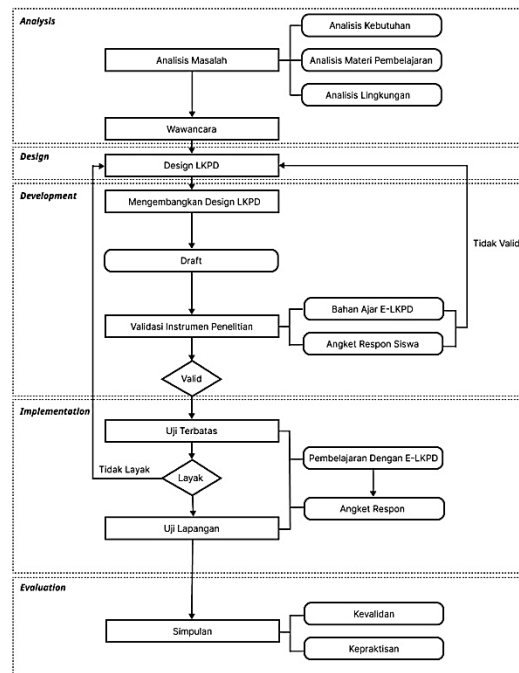 Analysis
Analisis Kebutuhan
Analisis Masalah
Analisis Materi Pembelajaran
Analisis Lingkungan
Wawancara
Design
Design LKPD
Development
Mengembangkan Design LKPD
Tidak Valid
Draft
Bahan Ajar E-LKPD
Validasi Instrumen Penelitian
Angket Respon Siswa
Valid
Implementation
Uji Terbatas
Pembelajaran Dengan E-LKPD
Tidak Layak
Layak
Angket Respon
Uji Lapangan
Evaluation
Kevalidan
Simpulan
Kepraktisan